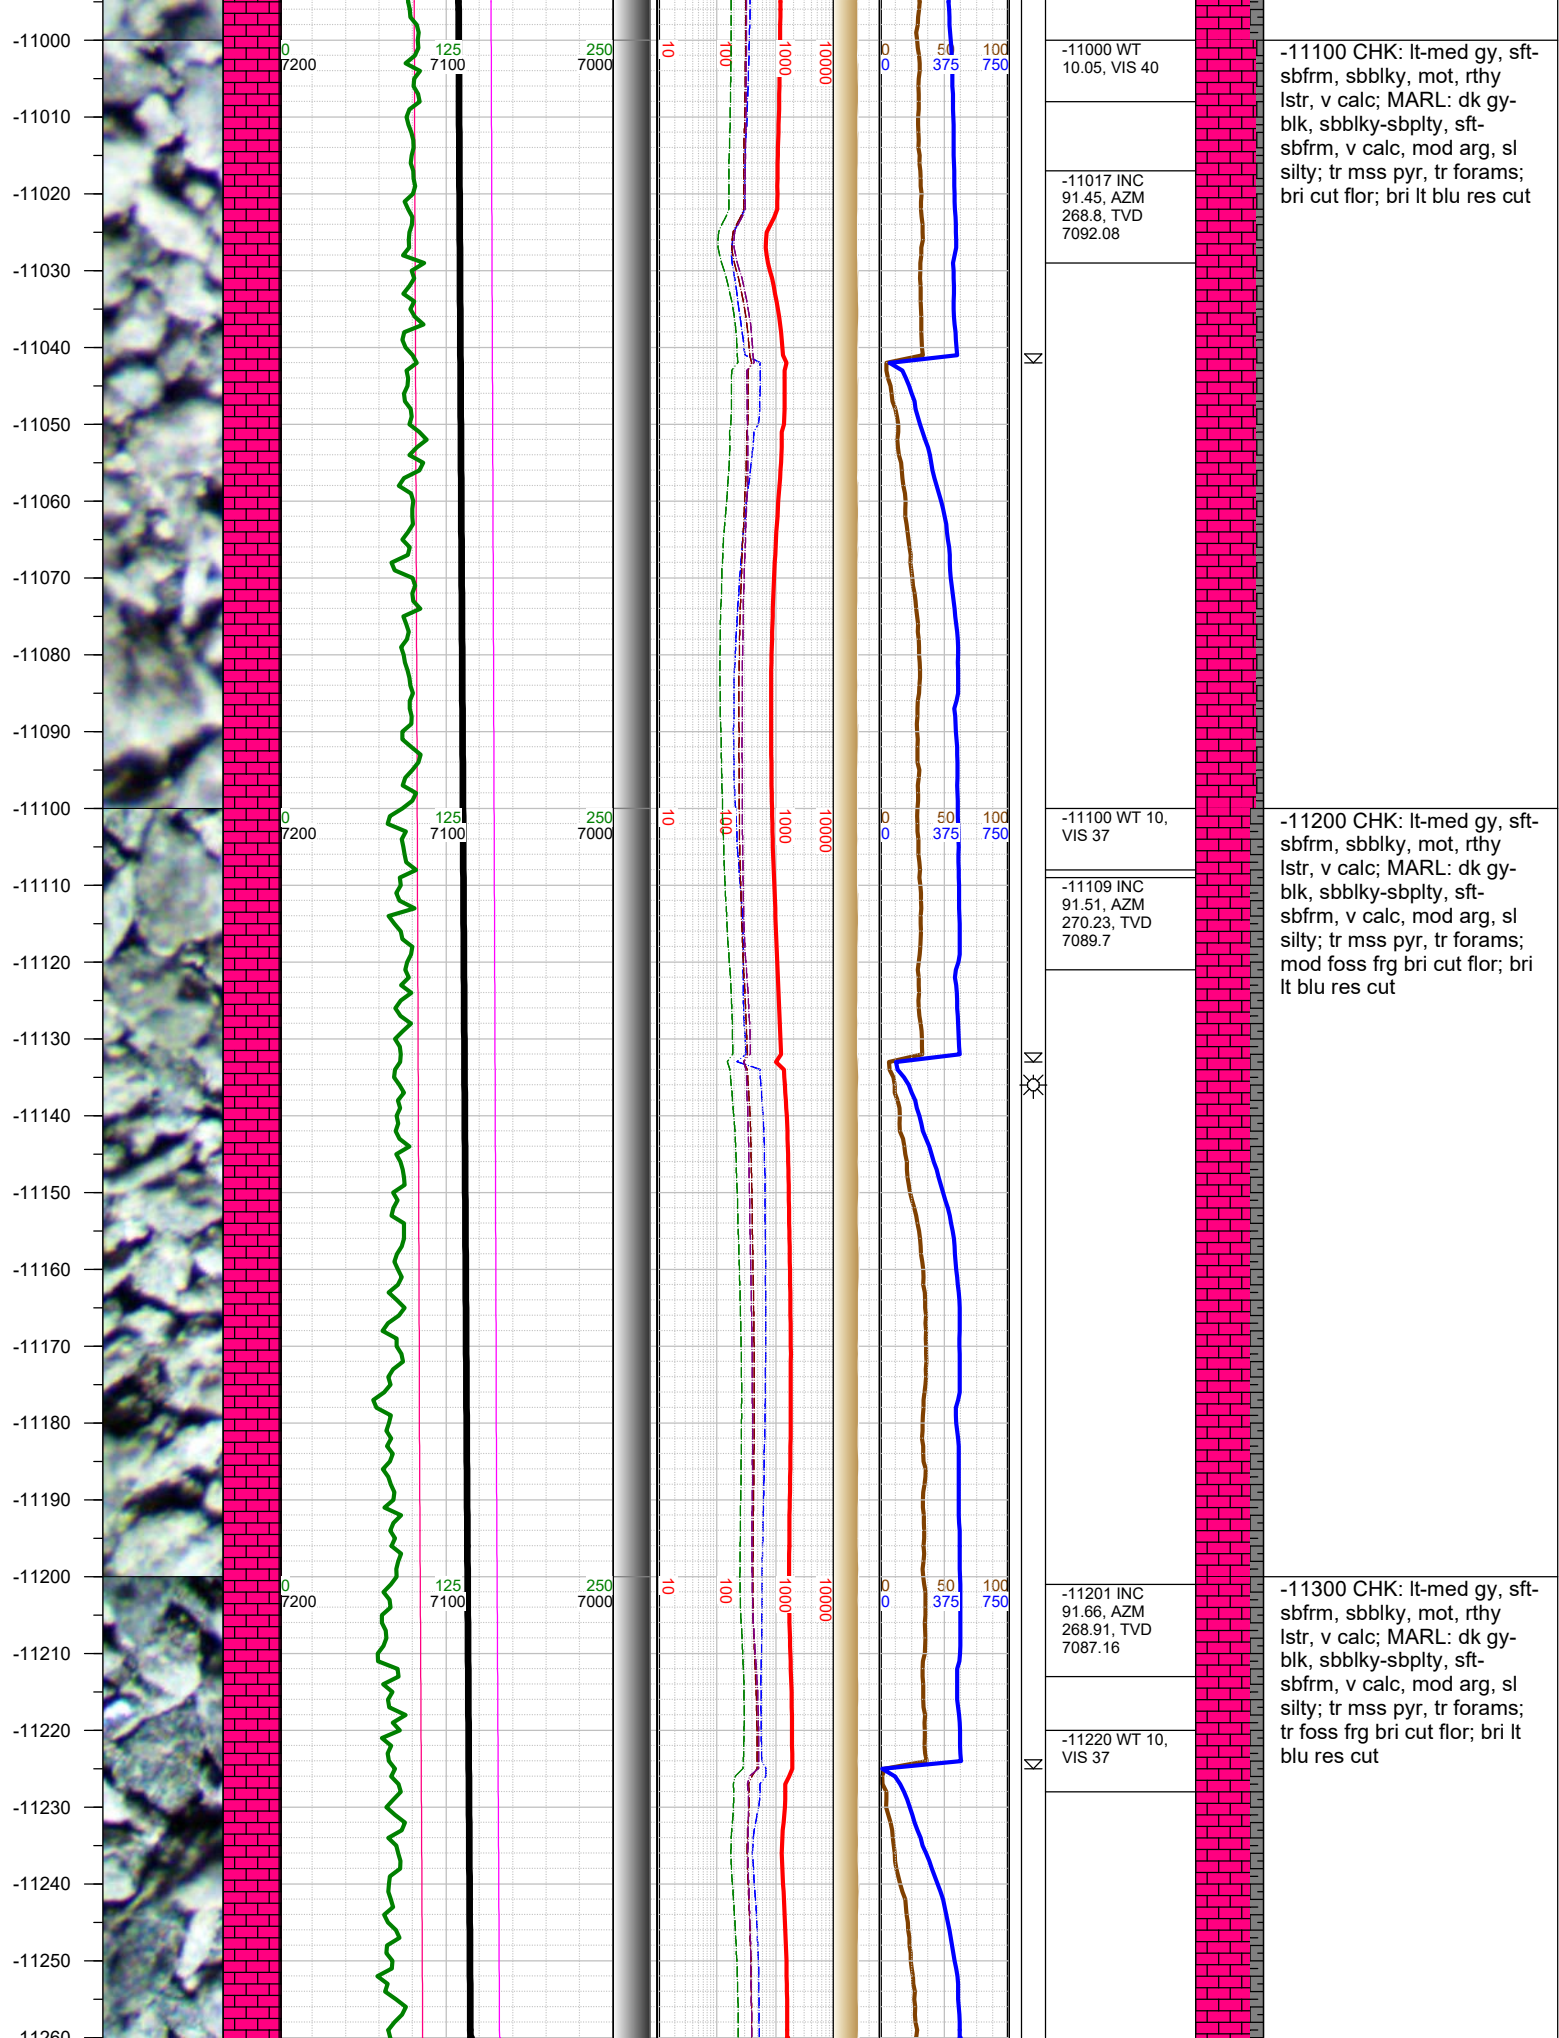 -11000
-11010
-11020
-11030
-11040
-11050
-11060
-11070
-11080
-11090
-11100
-11110
-11120
-11130
-11140
-11150
-11160
-11170
-11180
-11190
-11200
-11210
-11220
-11230
-11240
-11250
-11260
0 125 250
7200 7100 7000
10 100 1000 10000
0 50 100
0 375 750
-11000 WT
10.05, VIS 40
-11017 INC
91.45, AZM
268.8, TVD
7092.08
-11100 CHK: lt-med gy, sft-
sbfrm, sbblky, mot, rthy
lstr, v calc; MARL: dk gy-
blk, sbblky-sbplty, sft-
sbfrm, v calc, mod arg, sl
silty; tr mss pyr, tr forams;
bri cut flor; bri lt blu res cut
0 125 250
7200 7100 7000
10 100 1000 10000
0 50 100
0 375 750
-11100 WT 10,
VIS 37
-11109 INC
91.51, AZM
270.23, TVD
7089.7
-11200 CHK: lt-med gy, sft-
sbfrm, sbblky, mot, rthy
lstr, v calc; MARL: dk gy-
blk, sbblky-sbplty, sft-
sbfrm, v calc, mod arg, sl
silty; tr mss pyr, tr forams;
mod foss frg bri cut flor; bri
lt blu res cut
0 125 250
7200 7100 7000
10 100 1000 10000
0 50 100
0 375 750
-11201 INC
91.66, AZM
268.91, TVD
7087.16
-11220 WT 10,
VIS 37
-11300 CHK: lt-med gy, sft-
sbfrm, sbblky, mot, rthy
lstr, v calc; MARL: dk gy-
blk, sbblky-sbplty, sft-
sbfrm, v calc, mod arg, sl
silty; tr mss pyr, tr forams;
tr foss frg bri cut flor; bri lt
blu res cut